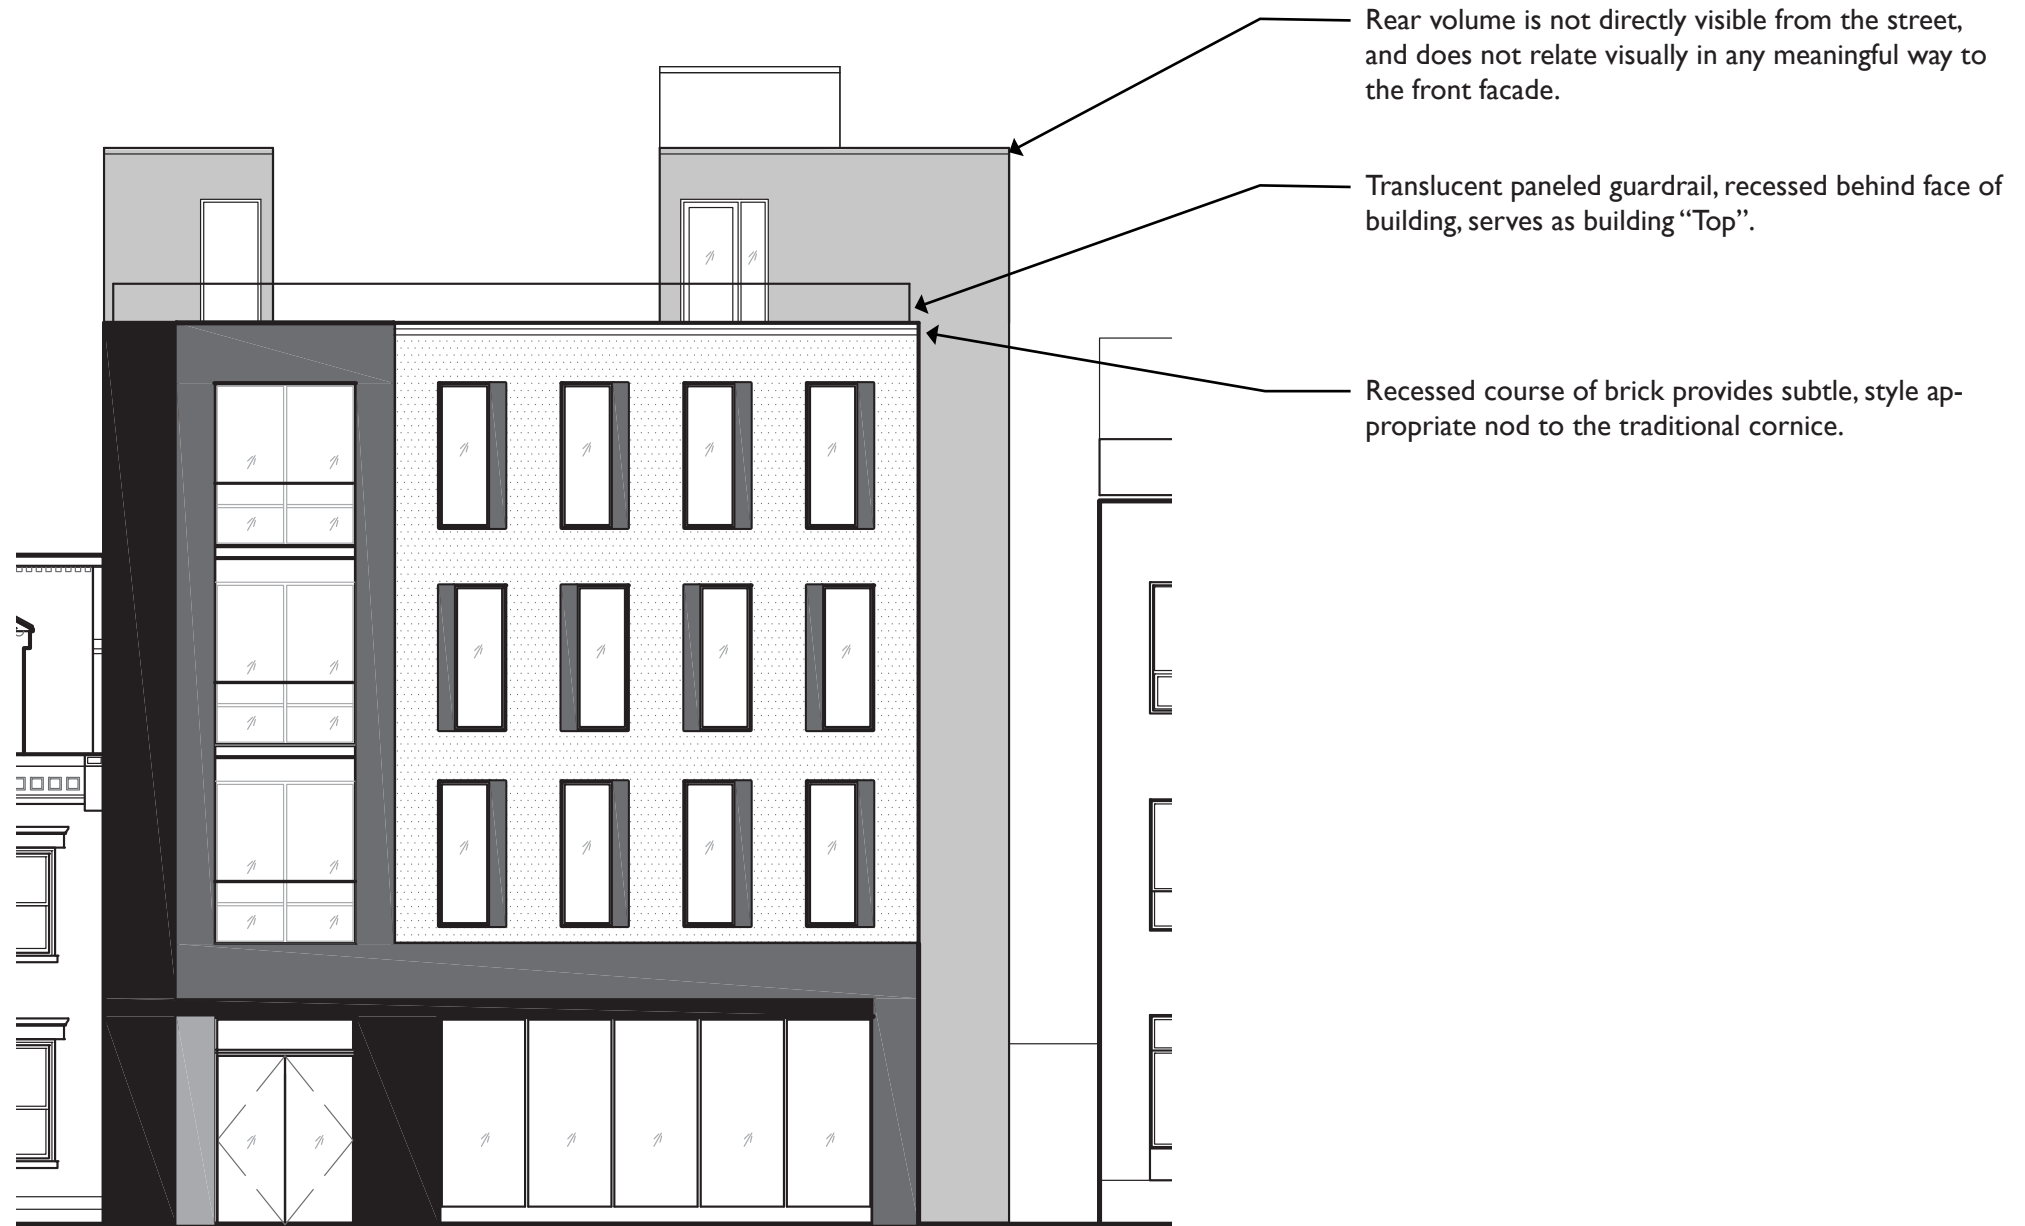 Rear volume is not directly visible from the street,
and does not relate visually in any meaningful way to
the front facade.
Translucent paneled guardrail, recessed behind face of
building, serves as building “Top”.
Recessed course of brick provides subtle, style ap-
propriate nod to the traditional cornice.